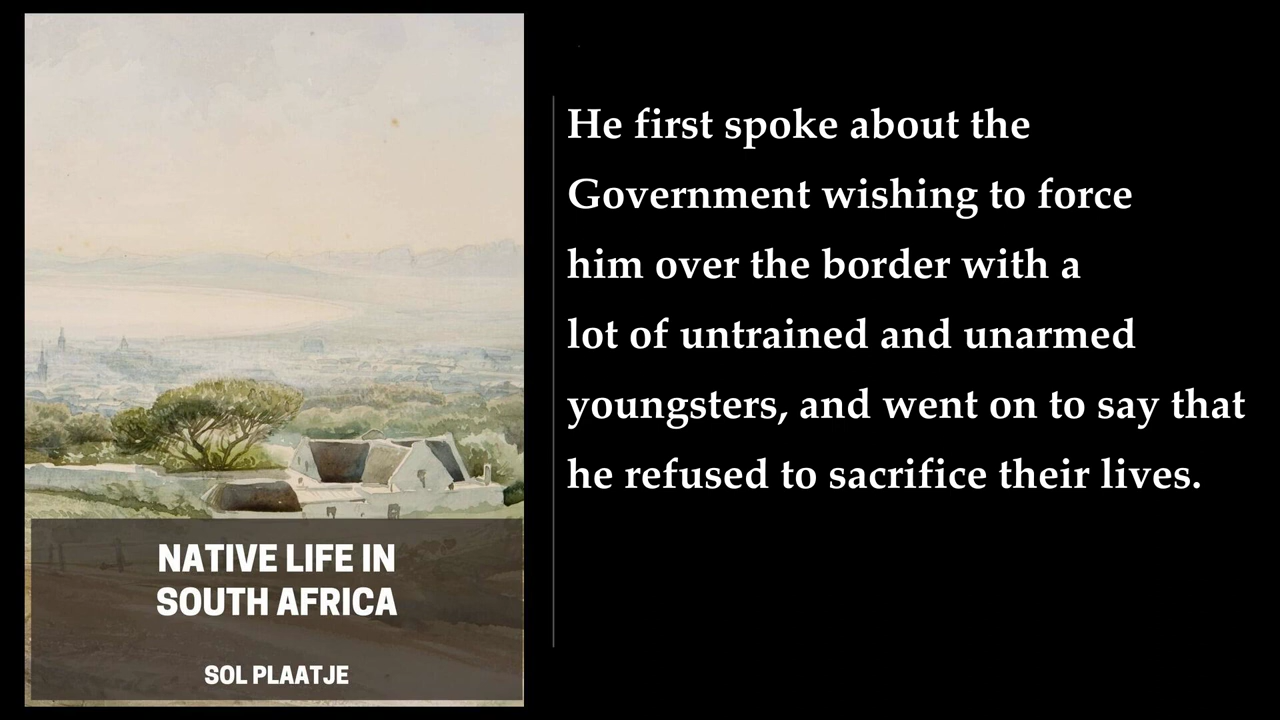 NATIVE LIFE IN
SOUTH AFRICA
SOL PLAATJE
He first spoke about the
Government wishing to force
him over the border with a
lot of untrained and unarmed
youngsters, and went on to say that
he refused to sacrifice their lives.